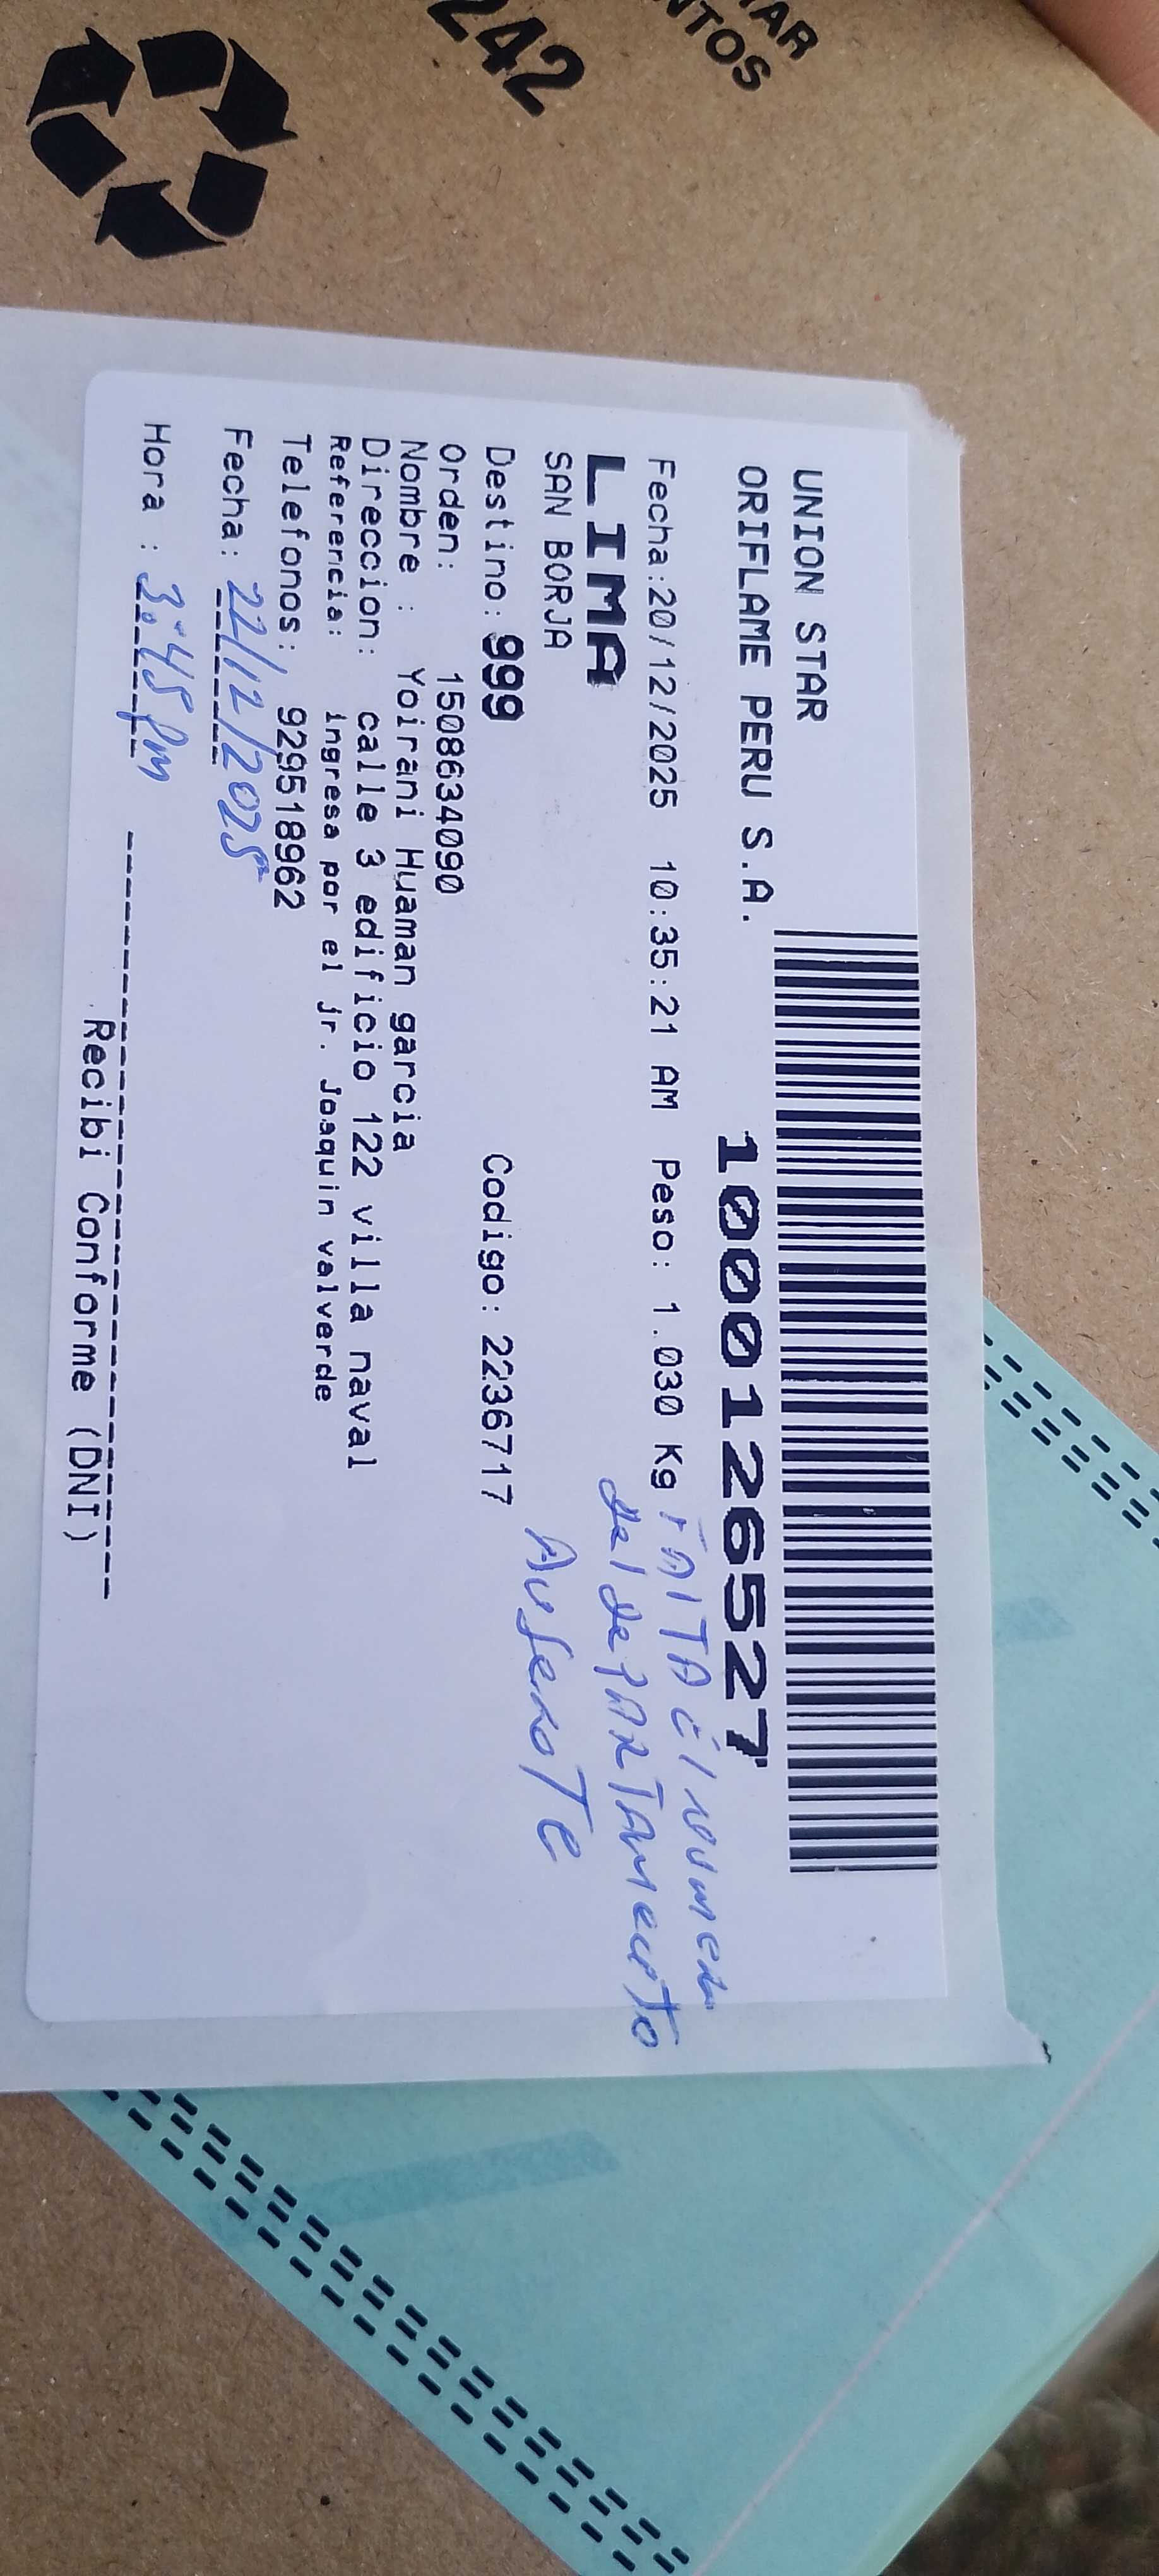 242
UNION STAR
ORIFLAME PERU S.A.
10001265277
Fecha:20/12/2025 10:35:21 AM Peso: 1.030 Kg
FALTA El numero
del dePARTAMento
LIMA
SAN BORJA
AusenTe
Destino: 999 Codigo: 2236717
Orden: 150863409０
Nombre : Yoirani Huaman garcia
Direccion: calle 3 edificio 122 villa naval
Referencia: ingresa por el jr. Joaquin valverde
Telefonos: 929518962
Fecha: 22/12/2025
Hora : 3:45 pm
Recibi Conforme (DNI)